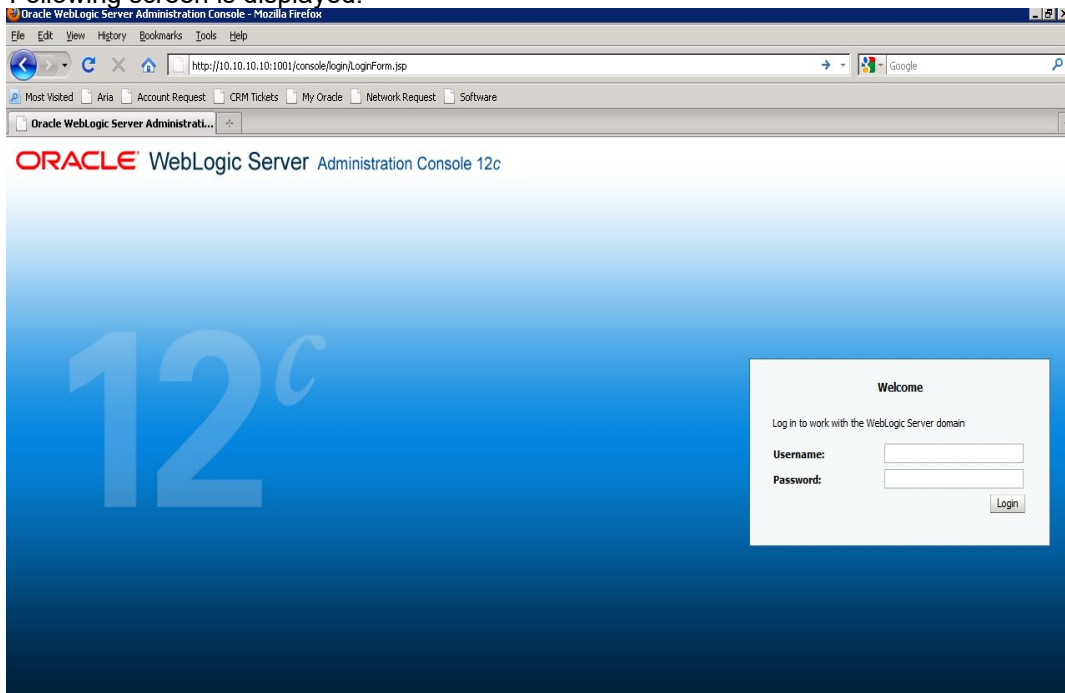 Following screen is displayed:
Oracle WebLogic Server Administration Console - Mozilla Firefox
File Edit View History Bookmarks Tools Help
http://10.10.10.10:1001/console/login/LoginForm.jsp
Google
Most Visited Aria Account Request CRM Tickets My Oracle Network Request Software
Oracle WebLogic Server Administrati...
ORACLE WebLogic Server Administration Console 12c
12c
Welcome
Log in to work with the WebLogic Server domain
Username:
Password:
Login